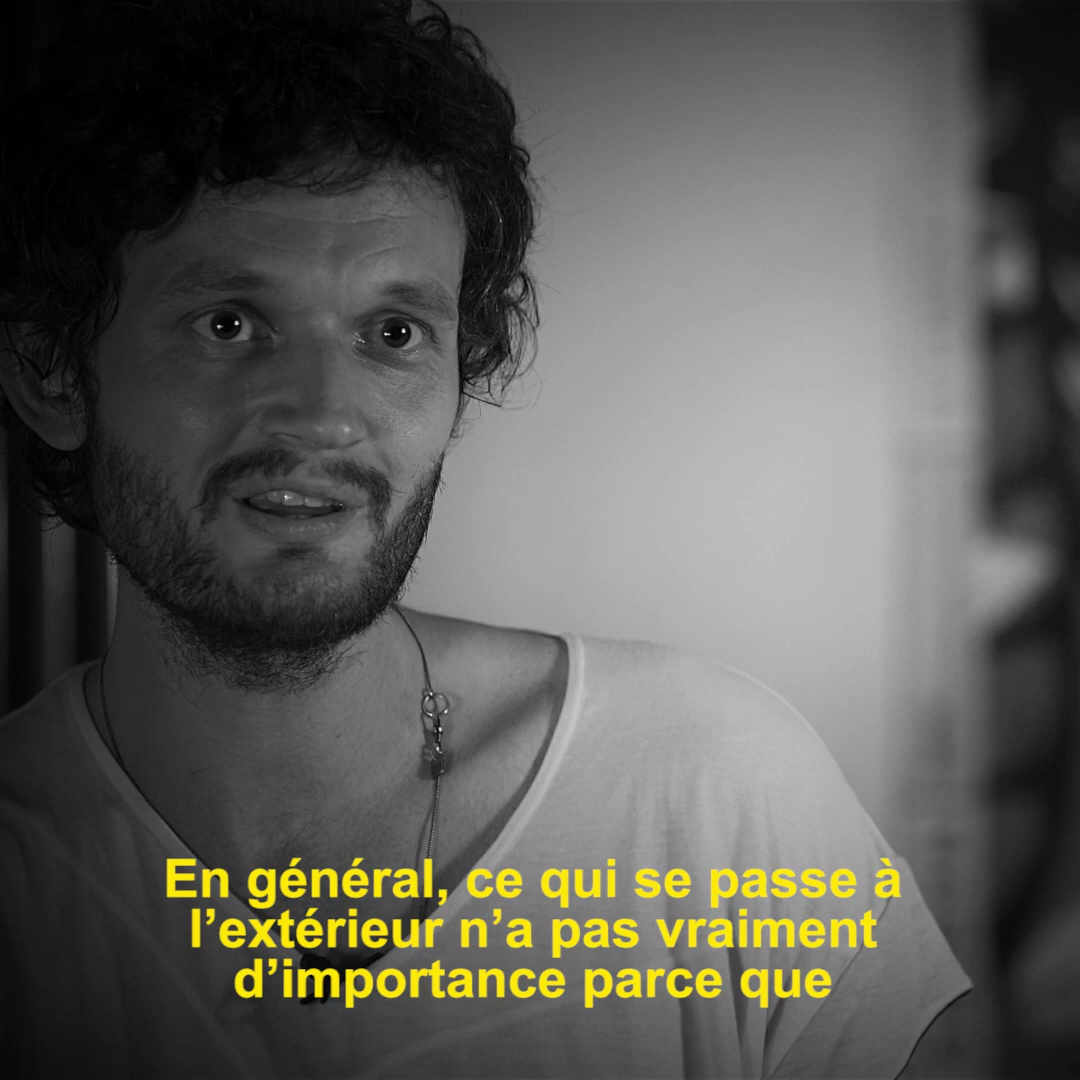 En général, ce qui se passe à
l’extérieur n’a pas vraiment
d’importance parce que